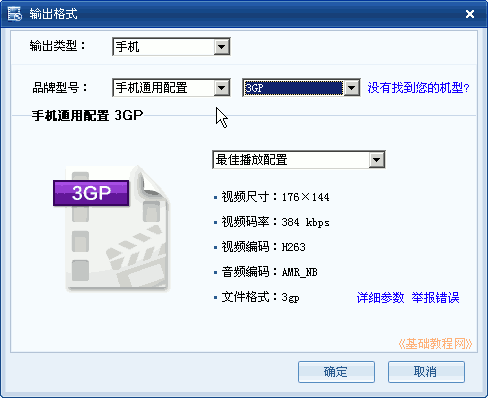 输出格式
输出类型： 手机
品牌型号： 手机通用配置 3GP 没有找到您的机型?
手机通用配置 3GP
3GP
最佳播放配置
视频尺寸：176×144
视频码率：384 kbps
视频编码：H263
音频编码：AMR_NB
文件格式：3gp 详细参数 举报错误
《基础教程网》
确定 取消